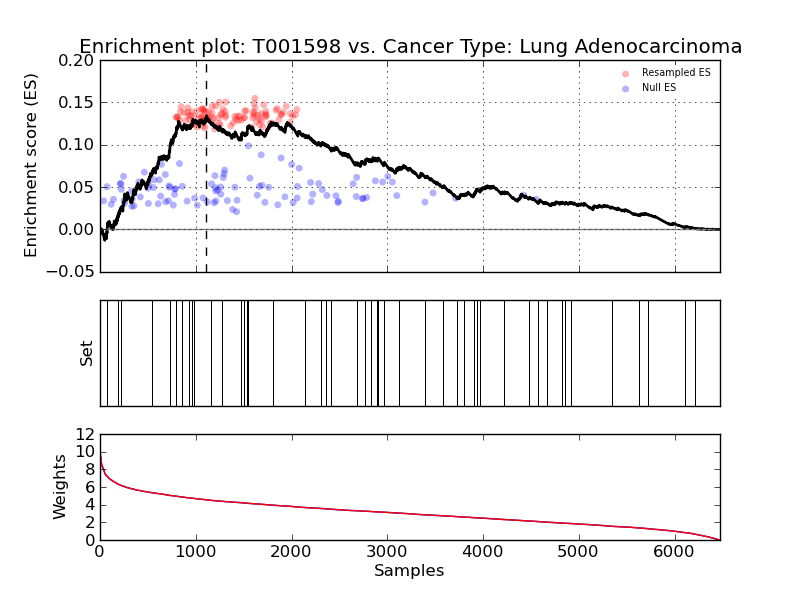 Enrichment plot: T001598 vs. Cancer Type: Lung Adenocarcinoma
0.20
0.15
0.10
0.05
0.00
−0.05
Enrichment score (ES)
Resampled ES
Null ES
Set
12
10
8
6
4
2
0
Weights
0 1000 2000 3000 4000 5000 6000
Samples